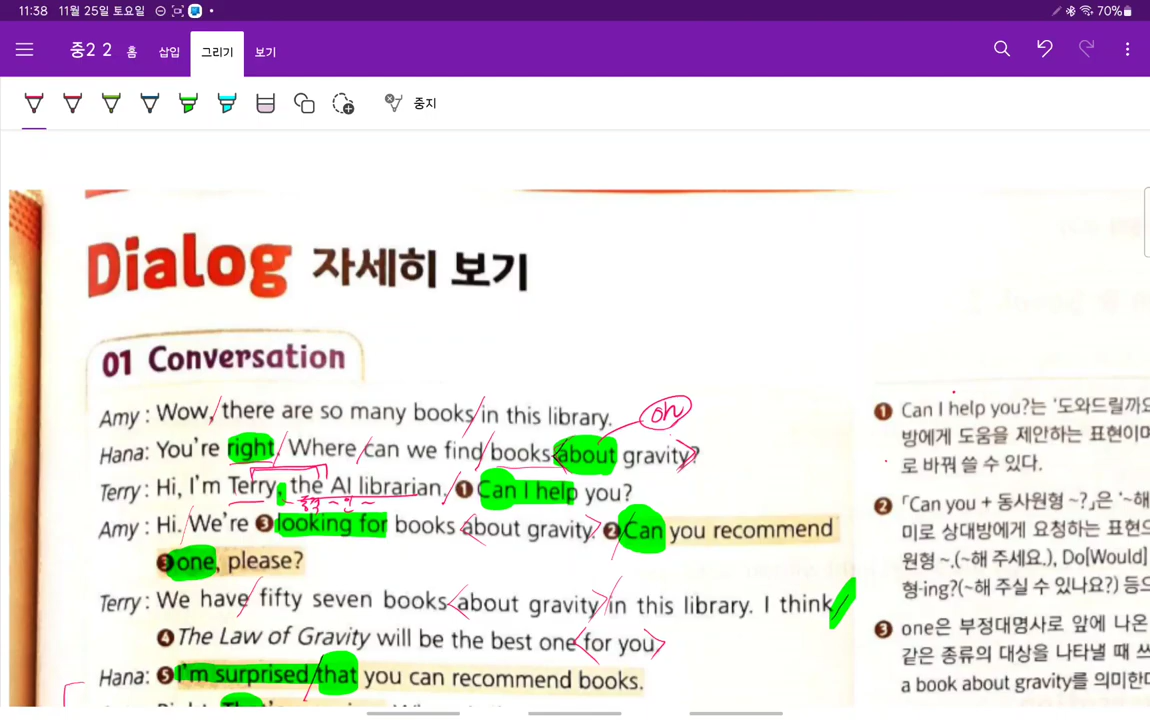 11:38 11월 25일 토요일 70%
중2 2 홈 삽입 그리기 보기
중지
Dialog 자세히 보기
01 Conversation
Amy : Wow, there are so many books in this library.
on
Hana: You're right. Where can we find books about gravity?
Terry: Hi, I'm Terry, the AI librarian. ❶ Can I help you?
Amy : Hi. We're ❸ looking for books about gravity. ❷ Can you recommend
❸ one, please?
Terry: We have fifty seven books about gravity in this library. I think
❹ The Law of Gravity will be the best one for you.
Hana: ❺ I'm surprised that you can recommend books.
❶ Can I help you?는 '도와드릴까요
방에게 도움을 제안하는 표현이며
로 바꿔 쓸 수 있다.
❷ 「Can you + 동사원형 ~?」은 '~해
미로 상대방에게 요청하는 표현으
원형 ~.(~해 주세요.), Do[Would]
형-ing?(~해 주실 수 있나요?) 등으
❸ one은 부정대명사로 앞에 나온
같은 종류의 대상을 나타낼 때 쓰
a book about gravity를 의미한다